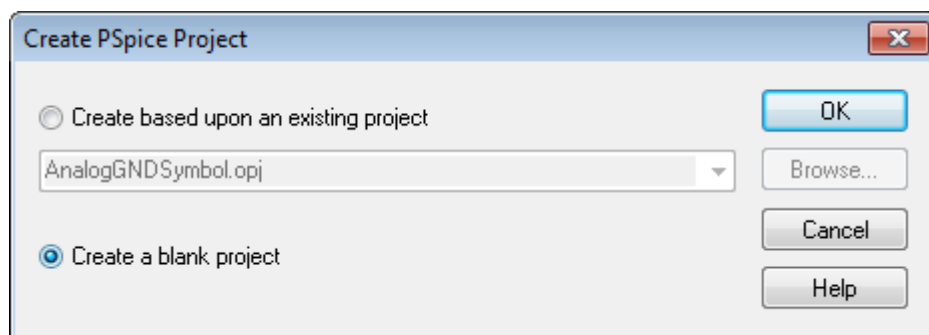 Create PSpice Project
Create based upon an existing project
OK
AnalogGNDSymbol.opj
Browse...
Create a blank project
Cancel
Help